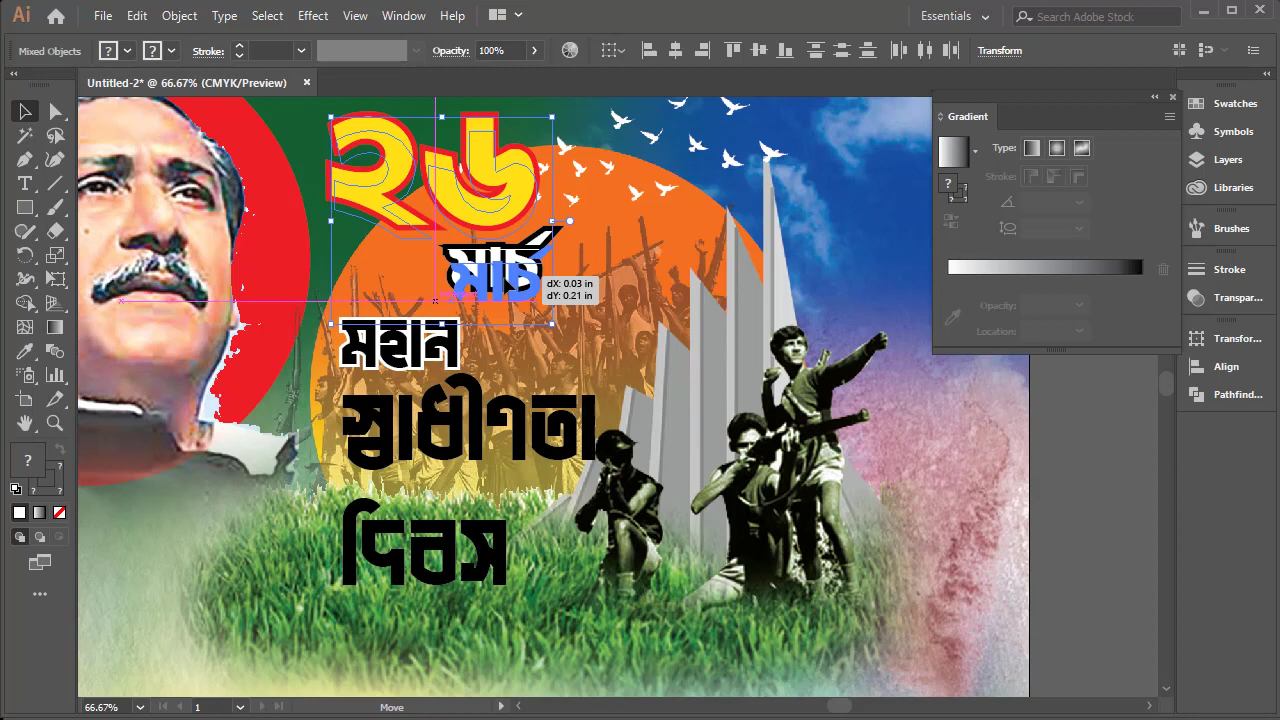 Ai
File Edit Object Type Select Effect View Window Help
Essentials
Search Adobe Stock
Mixed Objects
?
?
Stroke:
Opacity: 100%
Transform
Untitled-2* @ 66.67% (CMYK/Preview)
২৬
মার্চ
মার্চ
dX: 0.03 in
dY: 0.21 in
মহান
স্বাধীণতা
দিবস
Gradient
Type:
Stroke:
?
?
?
Opacity:
Location:
Swatches
Symbols
Layers
Libraries
Brushes
Stroke
Transpar...
Transfor...
Align
Pathfind...
?
?
?
?
66.67%
1
Move